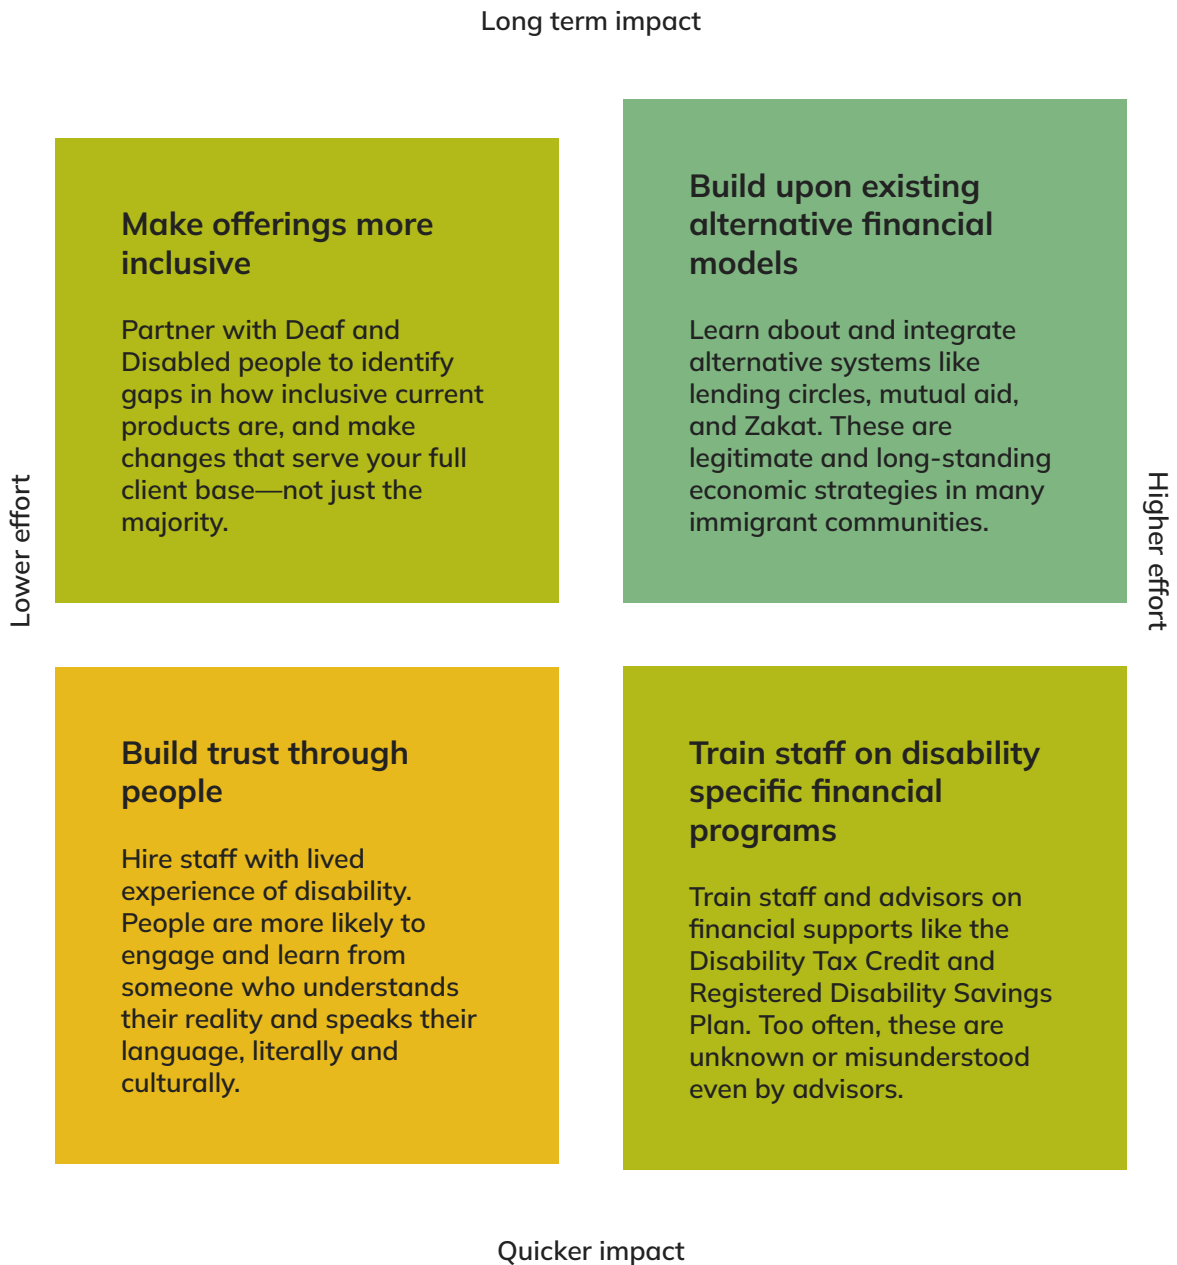 Long term impact
Make offerings more
inclusive
Partner with Deaf and
Disabled people to identify
gaps in how inclusive current
products are, and make
changes that serve your full
client base—not just the
majority.
Build upon existing
alternative financial
models
Learn about and integrate
alternative systems like
lending circles, mutual aid,
and Zakat. These are
legitimate and long-standing
economic strategies in many
immigrant communities.
Lower effort
Higher effort
Build trust through
people
Hire staff with lived
experience of disability.
People are more likely to
engage and learn from
someone who understands
their reality and speaks their
language, literally and
culturally.
Train staff on disability
specific financial
programs
Train staff and advisors on
financial supports like the
Disability Tax Credit and
Registered Disability Savings
Plan. Too often, these are
unknown or misunderstood
even by advisors.
Quicker impact